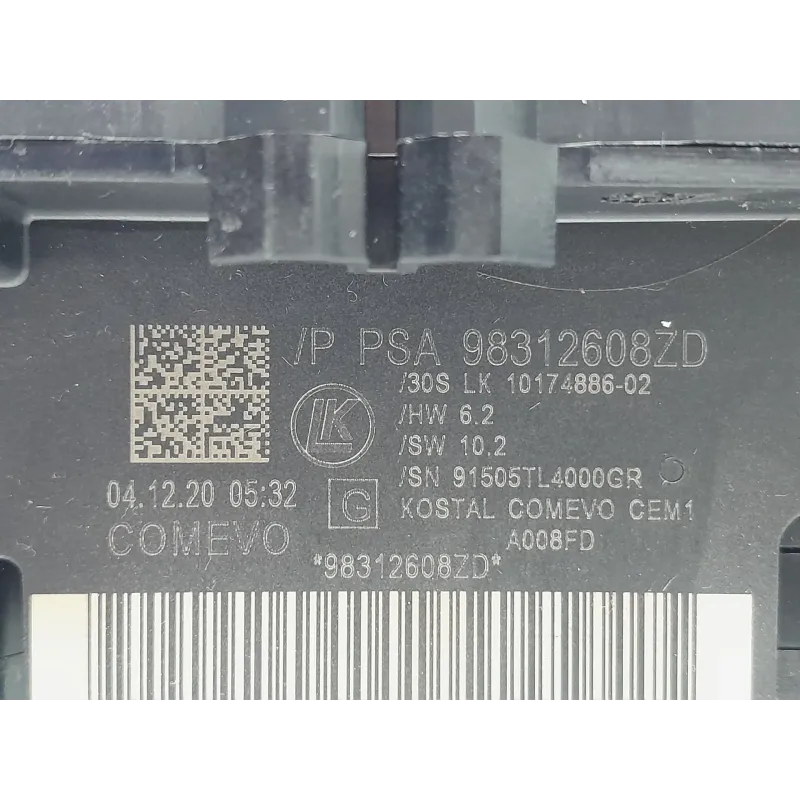 /P PSA 98312608ZD
/30S LK 10174886-02
/HW 6.2
LK
/SW 10.2
/SN 91505TL4000GR
04.12.20 05:32
G
KOSTAL COMEVO CEM1
COMEVO
A008FD
*98312608ZD*